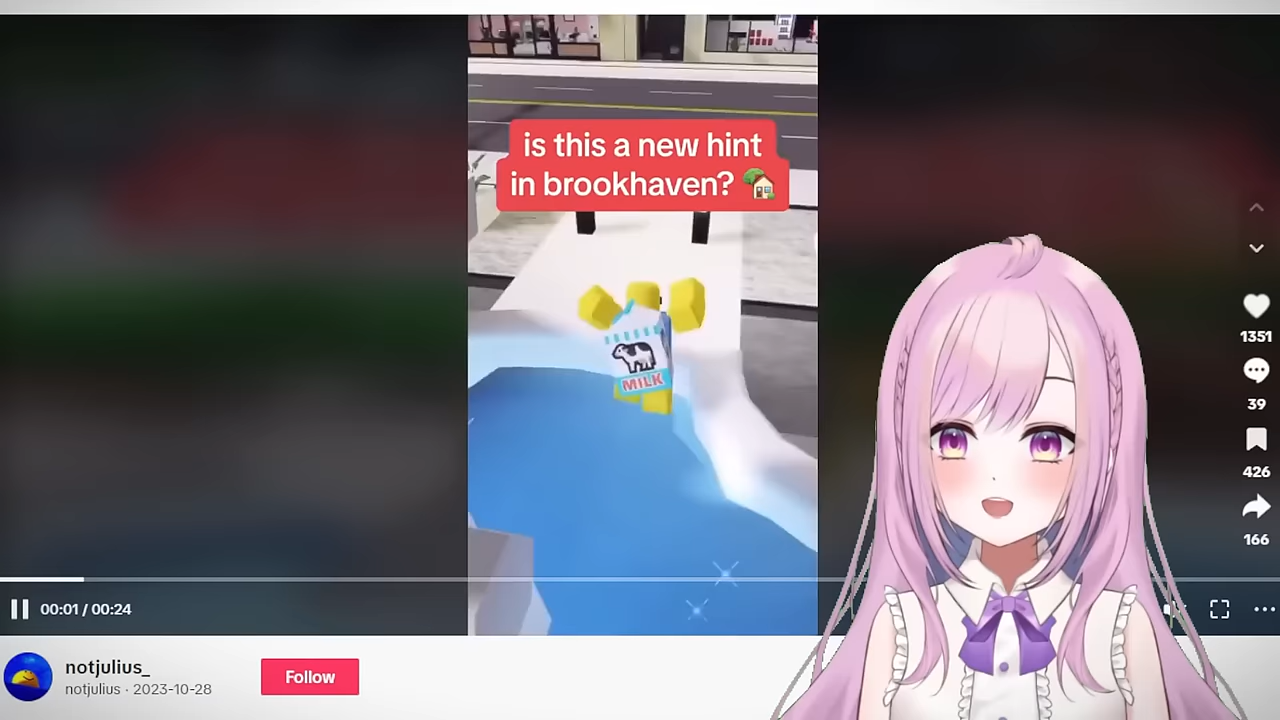 is this a new hint
in brookhaven?
MILK
1351
39
426
166
00:01 / 00:24
notjulius_
notjulius · 2023-10-28
Follow